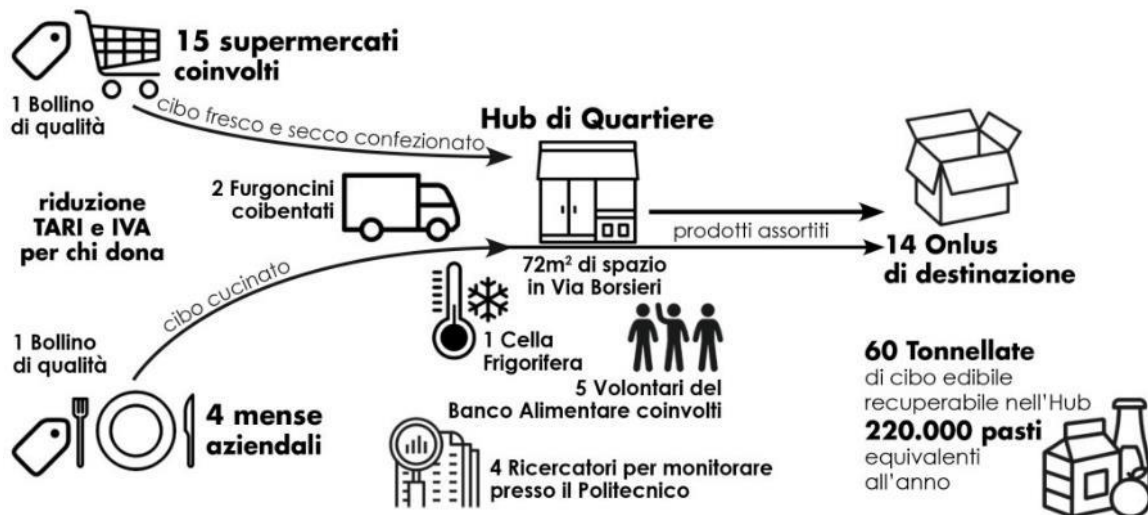 15 supermercati
coinvolti
1 Bollino
di qualità
cibo fresco e secco confezionato
Hub di Quartiere
2 Furgoncini
coibentati
riduzione
TARI e IVA
per chi dona
prodotti assortiti
14 Onlus
di destinazione
72m² di spazio
in Via Borsieri
cibo cucinato
1 Cella
Frigorifera
1 Bollino
di qualità
4 mense
aziendali
5 Volontari del
Banco Alimentare coinvolti
4 Ricercatori per monitorare
presso il Politecnico
60 Tonnellate
di cibo edibile
recuperabile nell'Hub
220.000 pasti
equivalenti
all'anno